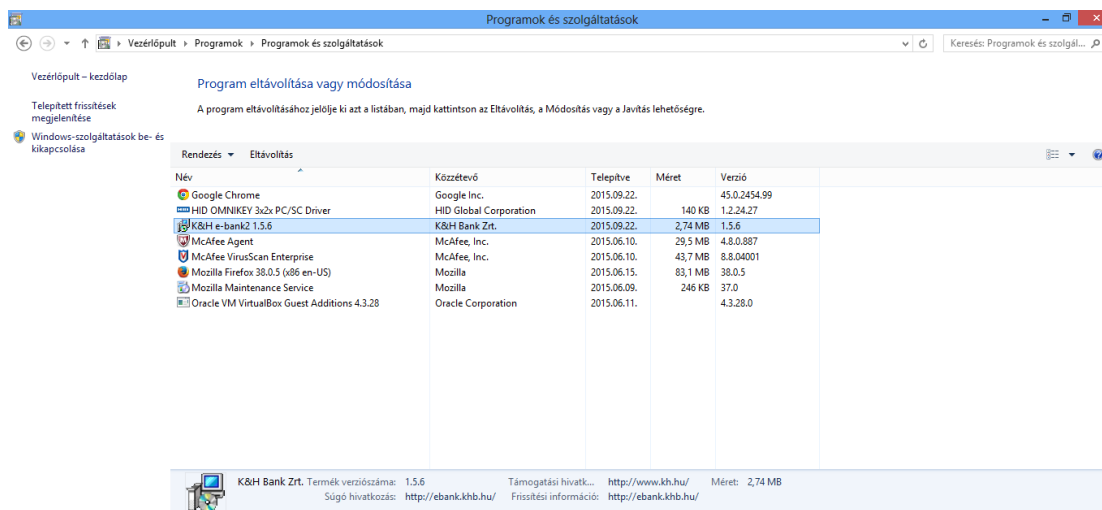 Programok és szolgáltatások
Vezérlőpult Programok Programok és szolgáltatások
Keresés: Programok és szolgál...
Vezérlőpult – kezdőlap
Telepített frissítések
megjelenítése
Windows-szolgáltatások be- és
kikapcsolása
Program eltávolítása vagy módosítása
A program eltávolításához jelölje ki azt a listában, majd kattintson az Eltávolítás, a Módosítás vagy a Javítás lehetőségre.
Rendezés Eltávolítás
Név Közzétevő Telepítve Méret Verzió
Google Chrome Google Inc. 2015.09.22. 45.0.2454.99
HID OMNIKEY 3x2x PC/SC Driver HID Global Corporation 2015.09.22. 140 KB 1.2.24.27
K&H e-bank2 1.5.6 K&H Bank Zrt. 2015.09.22. 2,74 MB 1.5.6
McAfee Agent McAfee, Inc. 2015.06.10. 29,5 MB 4.8.0.887
McAfee VirusScan Enterprise McAfee, Inc. 2015.06.10. 43,7 MB 8.8.04001
Mozilla Firefox 38.0.5 (x86 en-US) Mozilla 2015.06.15. 83,1 MB 38.0.5
Mozilla Maintenance Service Mozilla 2015.06.09. 246 KB 37.0
Oracle VM VirtualBox Guest Additions 4.3.28 Oracle Corporation 2015.06.11. 4.3.28.0
K&H Bank Zrt. Termék verziószáma: 1.5.6 Támogatási hivatk... http://www.kh.hu/ Méret: 2,74 MB
Súgó hivatkozás: http://ebank.khb.hu/ Frissítési információ: http://ebank.khb.hu/